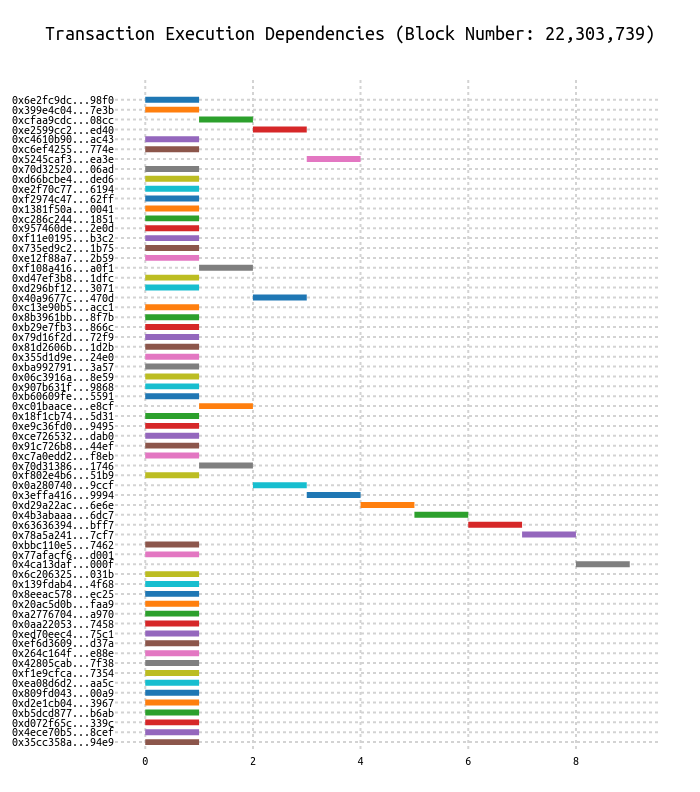 Transaction Execution Dependencies (Block Number: 22,303,739)
0x6e2fc9dc...98f0
0x399e4c04...7e3b
0xcfaa9cdc...08cc
0xe2599cc2...ed40
0xc4610b90...ac43
0xc6ef4255...774e
0x5245caf3...ea3e
0x70d32520...06ad
0xd66bcbe4...ded6
0xe2f70c77...6194
0xf2974c47...62ff
0x1381f50a...0041
0xc286c244...1851
0x957460de...2e0d
0xf11e0195...b3c2
0x735ed9c2...1b75
0xe12f88a7...2b59
0xf108a416...a0f1
0xd47ef3b8...1dfc
0xd296bf12...3071
0x40a9677c...470d
0xc13e90b5...acc1
0x8b3961bb...8f7b
0xb29e7fb3...866c
0x79d16f2d...72f9
0x81d2606b...1d2b
0x355d1d9e...24e0
0xba992791...3a57
0x06c3916a...8e59
0x907b631f...9868
0xb60609fe...5591
0xc01baace...e8cf
0x18f1cb74...5d31
0xe9c36fd0...9495
0xce726532...dab0
0x91c726b8...44ef
0xc7a0edd2...f8eb
0x70d31386...1746
0xf802e4b6...51b9
0x0a280740...9ccf
0x3effa416...9994
0xd29a22ac...6e6e
0x4b3abaaa...6dc7
0x63636394...bff7
0x78a5a241...7cf7
0xbbc110e5...7462
0x77afacf6...d001
0x4ca13daf...000f
0x6c206325...031b
0x139fdab4...4f68
0x8eeac578...ec25
0x20ac5d0b...faa9
0xa2776704...a970
0x0aa22053...7458
0xed70eec4...75c1
0xef6d3609...d37a
0x264c164f...e88e
0x42805cab...7f38
0xf1e9cfca...7354
0xea08d6d2...aa5c
0x809fd043...00a9
0xd2e1cb04...3967
0xb5dcd877...b6ab
0xd072f65c...339c
0x4ece70b5...8cef
0x35cc358a...94e9
0 2 4 6 8